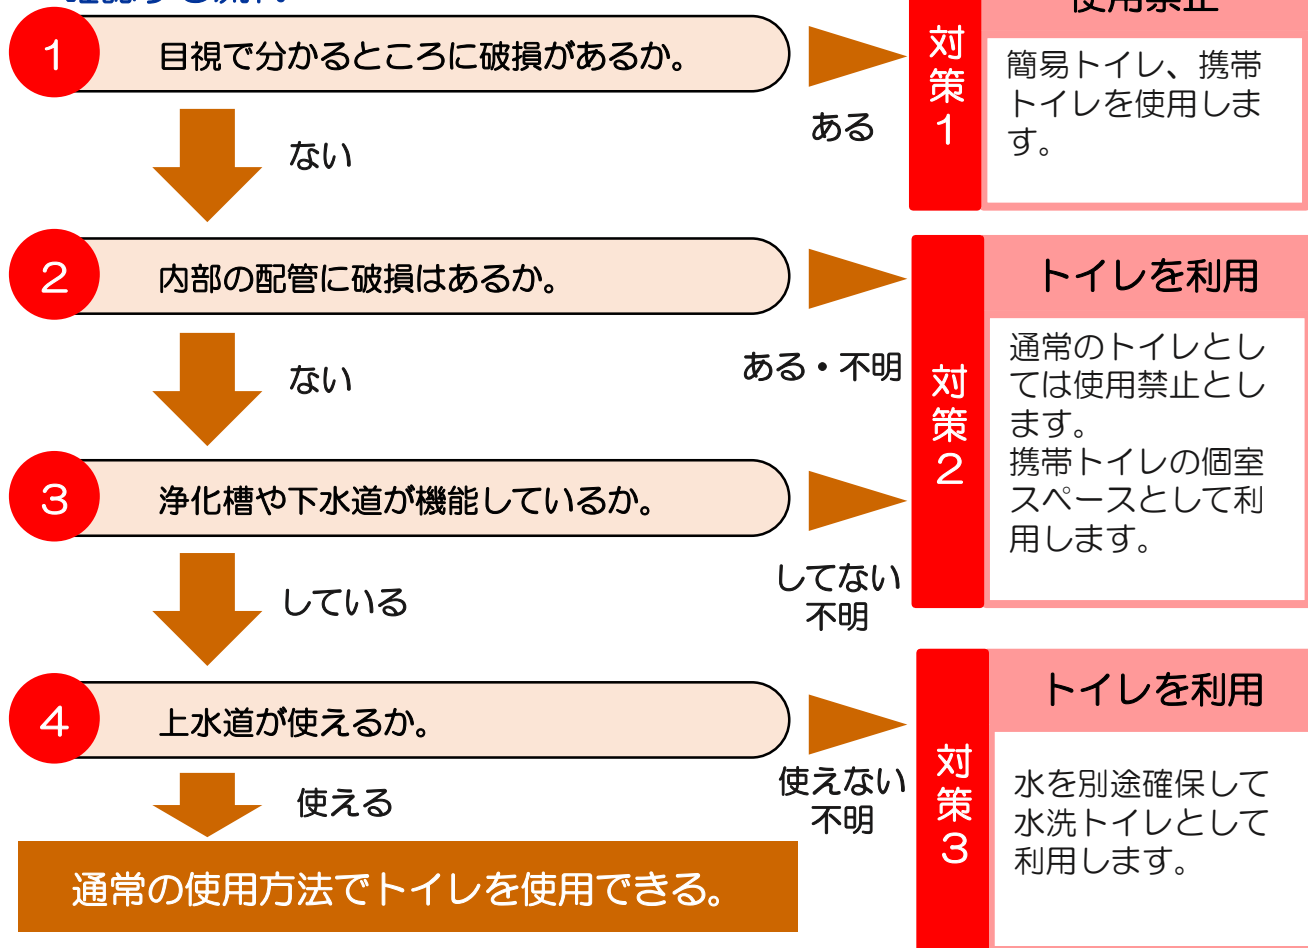 確認する流れ
使用禁止
1
目視で分かるところに破損があるか。
ある
対策1
簡易トイレ、携帯
トイレを使用しま
す。
ない
2
内部の配管に破損はあるか。
ある・不明
対策2
トイレを利用
通常のトイレとし
ては使用禁止とし
ます。
携帯トイレの個室
スペースとして利
用します。
ない
3
浄化槽や下水道が機能しているか。
してない
不明
している
4
上水道が使えるか。
使えない
不明
対策3
トイレを利用
水を別途確保して
水洗トイレとして
利用します。
使える
通常の使用方法でトイレを使用できる。